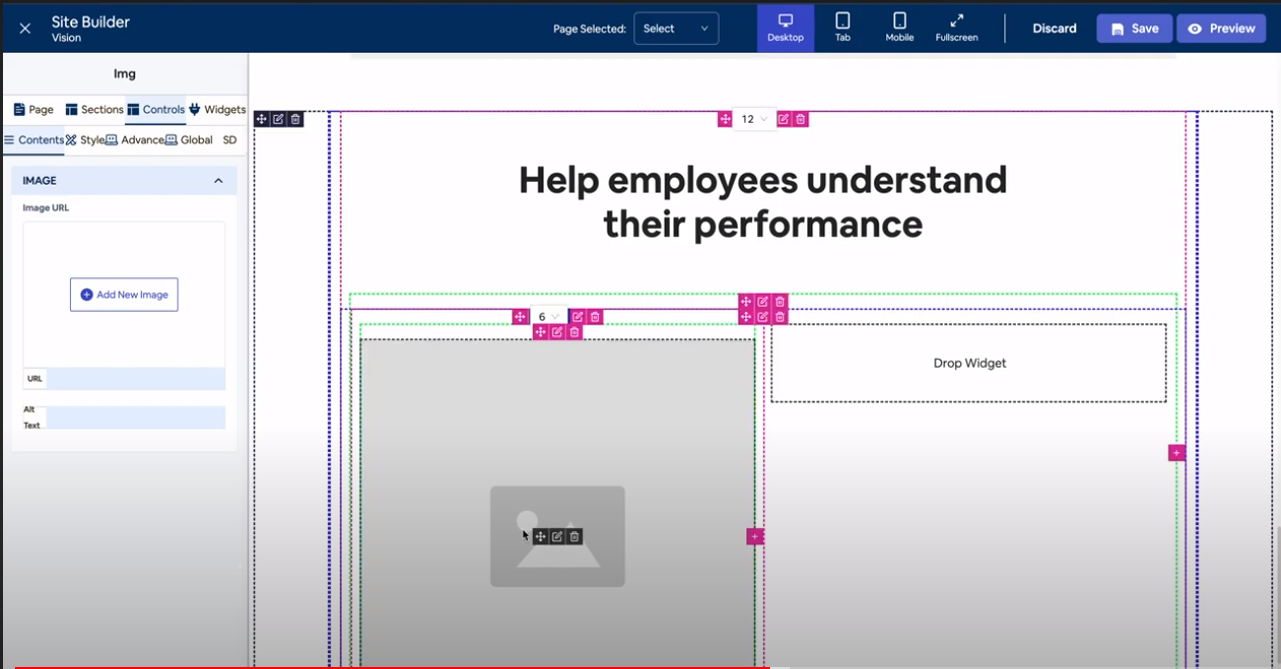 Site Builder
Vision
Page Selected:
Select
Desktop
Tab
Mobile
Fullscreen
Discard
Save
Preview
Img
Page
Sections
Controls
Widgets
Contents
Style
Advance
Global
SD
IMAGE
Image URL
Add New Image
URL
Alt
Text
12
Help employees understand
their performance
6
Drop Widget